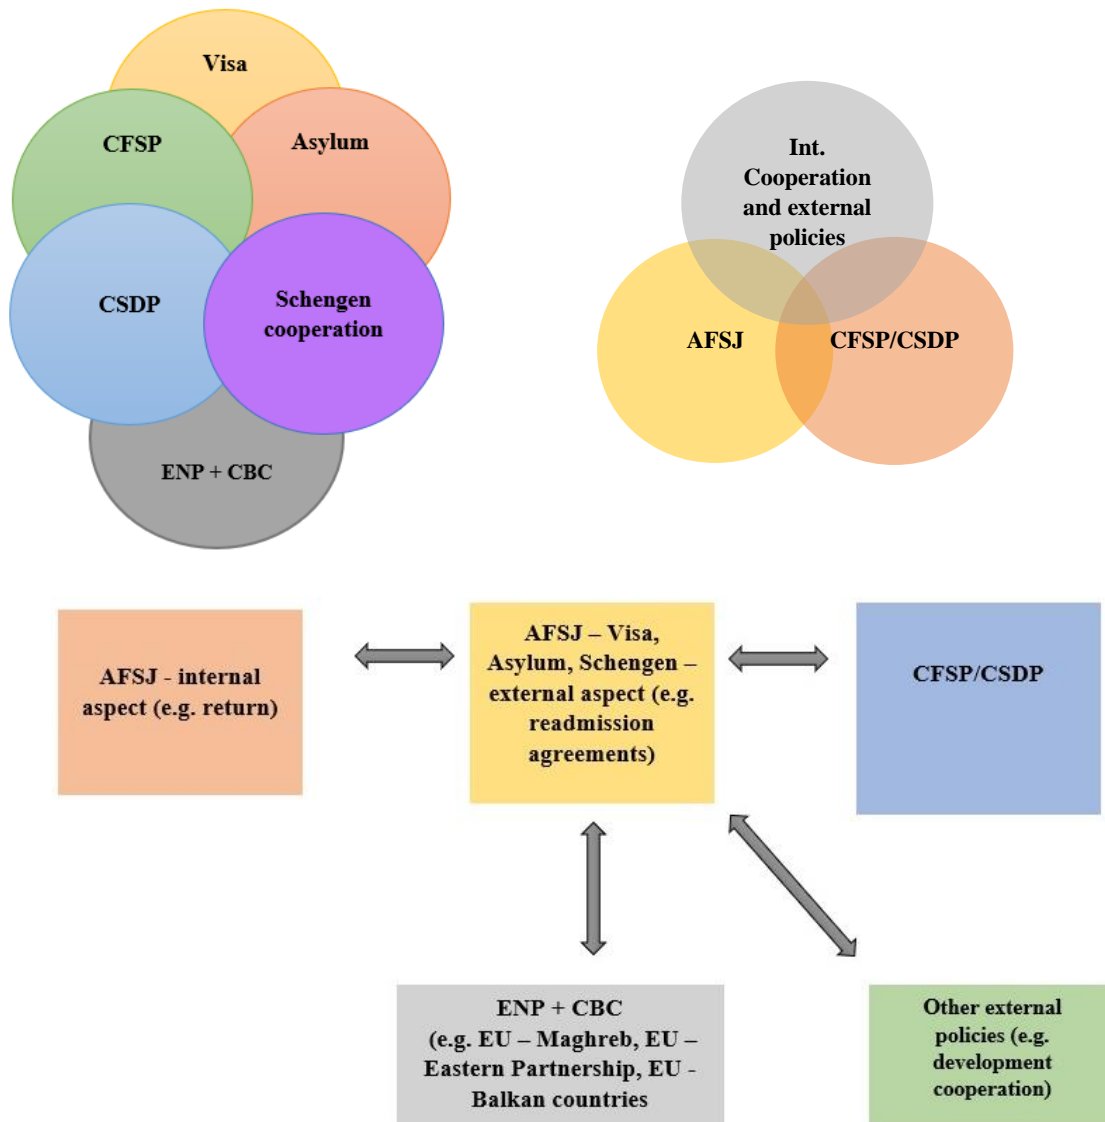 Visa
CFSP
Asylum
CSDP
Schengen
cooperation
ENP + CBC
Int.
Cooperation
and external
policies
AFSJ
CFSP/CSDP
AFSJ - internal
aspect (e.g. return)
AFSJ – Visa,
Asylum, Schengen –
external aspect (e.g.
readmission
agreements)
CFSP/CSDP
ENP + CBC
(e.g. EU – Maghreb, EU –
Eastern Partnership, EU -
Balkan countries
Other external
policies (e.g.
development
cooperation)